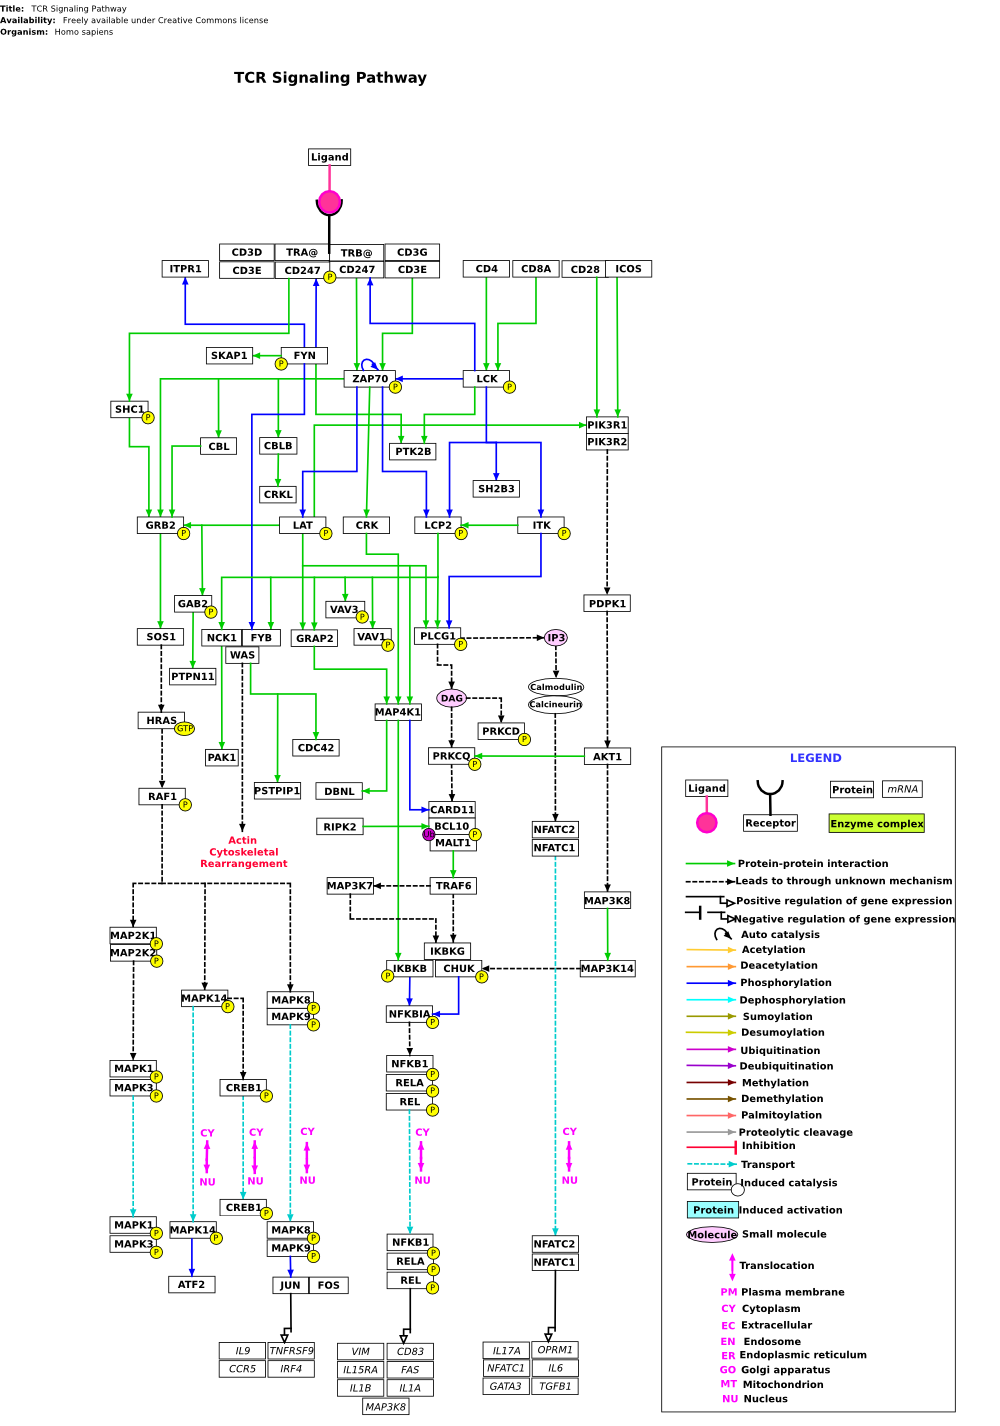 Title: TCR Signaling Pathway
Availability: Freely available under Creative Commons license
Organism: Homo sapiens
TCR Signaling Pathway
Ligand
CD3D TRA@ TRB@ CD3G
ITPR1 CD3E CD247 P CD247 CD3E CD4 CD8A CD28 ICOS
SKAP1 P FYN
ZAP70 P LCK P
SHC1 P
PIK3R1
CBL CBLB PTK2B PIK3R2
CRKL SH2B3
GRB2 P LAT P CRK LCP2 P ITK P
GAB2 P VAV3 P PDPK1
SOS1 NCK1 FYB GRAP2 VAV1 P PLCG1 P IP3
WAS
PTPN11 Calmodulin
DAG Calcineurin
HRAS GTP MAP4K1
PRKCD P
PAK1 CDC42 PRKCQ P AKT1
RAF1 P PSTPIP1 DBNL
CARD11
RIPK2 BCL10 P NFATC2
Ub MALT1 NFATC1
Actin
Cytoskeletal
Rearrangement
MAP3K7 TRAF6
MAP3K8
MAP2K1 P
MAP2K2 P IKBKG
P IKBKB CHUK P MAP3K14
MAPK14 P MAPK8 P
MAPK9 P NFKBIA P
MAPK1 P NFKB1 P
MAPK3 P CREB1 P RELA P
REL P
CY CY CY CY CY
NU NU NU NU NU
CREB1 P
MAPK1 P MAPK14 P MAPK8 P
MAPK3 P MAPK9 P NFKB1 P NFATC2
RELA P NFATC1
ATF2 JUN FOS REL P
IL9 TNFRSF9 VIM CD83 IL17A OPRM1
CCR5 IRF4 IL15RA FAS NFATC1 IL6
IL1B IL1A GATA3 TGFB1
MAP3K8
LEGEND
Ligand Protein mRNA
Receptor Enzyme complex
Protein-protein interaction
Leads to through unknown mechanism
Positive regulation of gene expression
Negative regulation of gene expression
Auto catalysis
Acetylation
Deacetylation
Phosphorylation
Dephosphorylation
Sumoylation
Desumoylation
Ubiquitination
Deubiquitination
Methylation
Demethylation
Palmitoylation
Proteolytic cleavage
Inhibition
Transport
Protein Induced catalysis
Protein Induced activation
Molecule Small molecule
Translocation
PM Plasma membrane
CY Cytoplasm
EC Extracellular
EN Endosome
ER Endoplasmic reticulum
GO Golgi apparatus
MT Mitochondrion
NU Nucleus